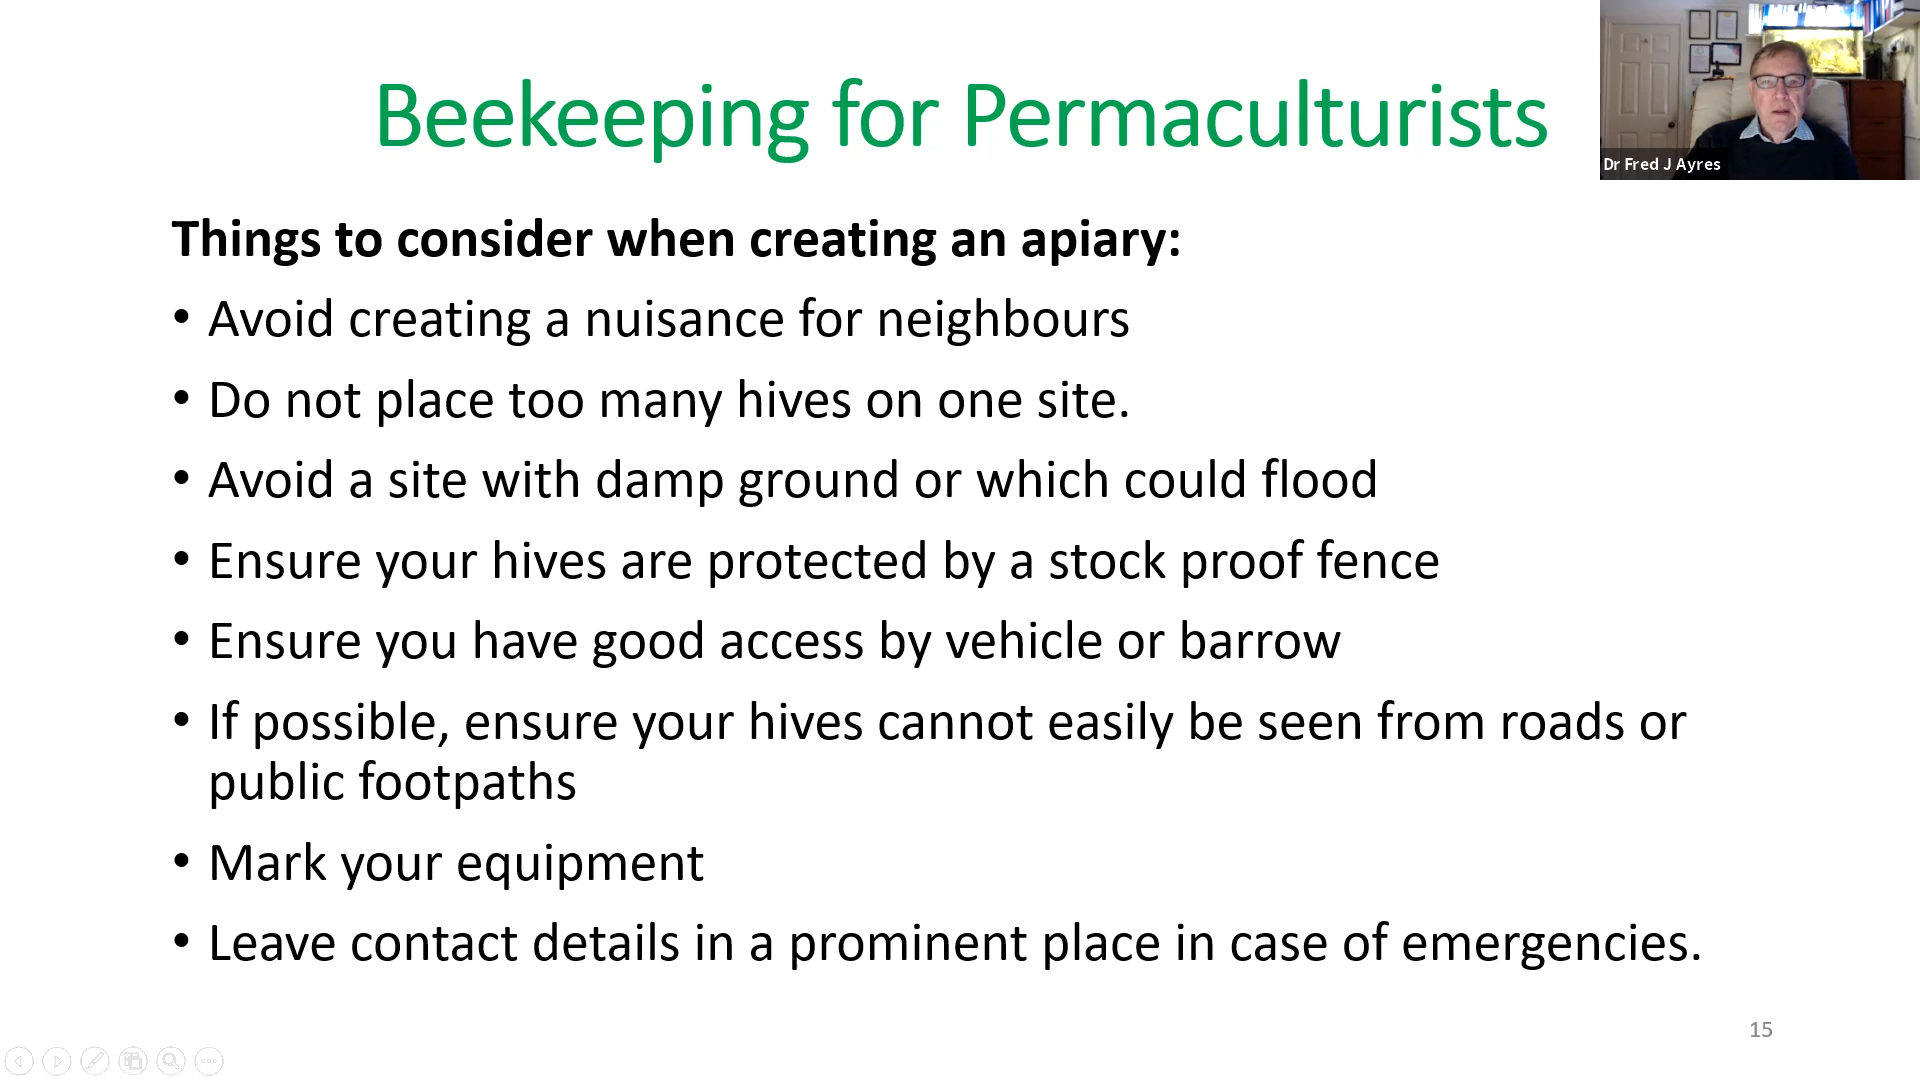 Beekeeping for Permaculturists
Dr Fred J Ayres
Things to consider when creating an apiary:
• Avoid creating a nuisance for neighbours
• Do not place too many hives on one site.
• Avoid a site with damp ground or which could flood
• Ensure your hives are protected by a stock proof fence
• Ensure you have good access by vehicle or barrow
• If possible, ensure your hives cannot easily be seen from roads or
public footpaths
• Mark your equipment
• Leave contact details in a prominent place in case of emergencies.
15